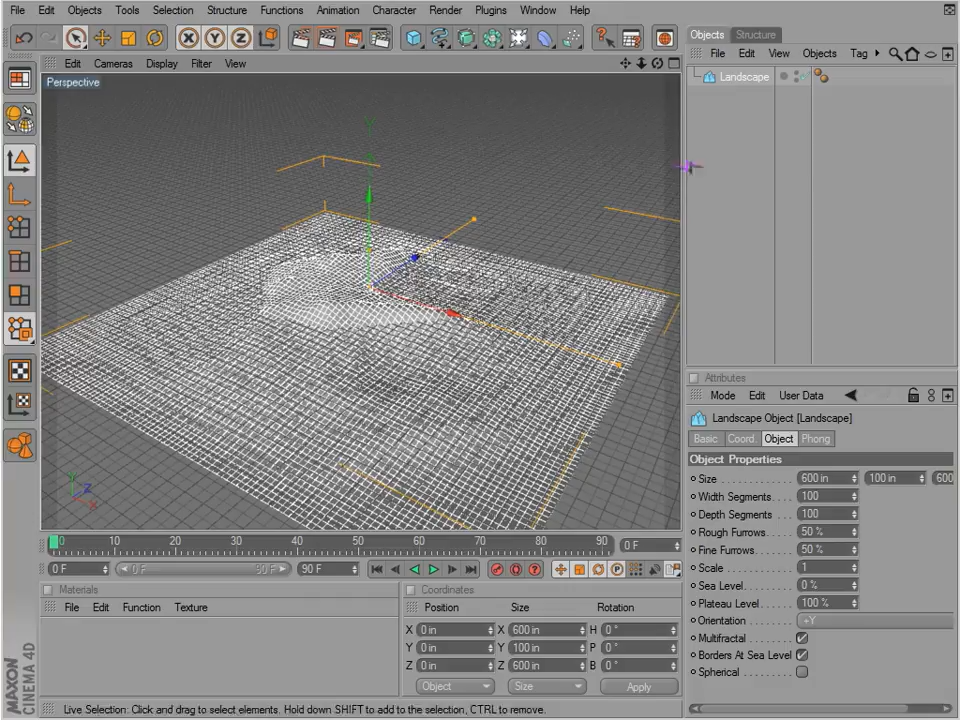 File Edit Objects Tools Selection Structure Functions Animation Character Render Plugins Window Help
Edit Cameras Display Filter View
Perspective
Y
Y
Z
X
0 10 20 30 40 50 60 70 80 90 0 F
0 F 0 F 90 F 90 F
Materials
File Edit Function Texture
Coordinates
Position Size Rotation
X 0 in X 600 in H 0 °
Y 0 in Y 100 in P 0 °
Z 0 in Z 600 in B 0 °
Object Size Apply
Live Selection: Click and drag to select elements. Hold down SHIFT to add to the selection, CTRL to remove.
MAXON
CINEMA 4D
Objects Structure
File Edit View Objects Tag
Landscape
Attributes
Mode Edit User Data
Landscape Object [Landscape]
Basic Coord Object Phong
Object Properties
Size 600 in 100 in 600
Width Segments 100
Depth Segments 100
Rough Furrows 50 %
Fine Furrows 50 %
Scale 1
Sea Level 0 %
Plateau Level 100 %
Orientation +Y
Multifractal
Borders At Sea Level
Spherical